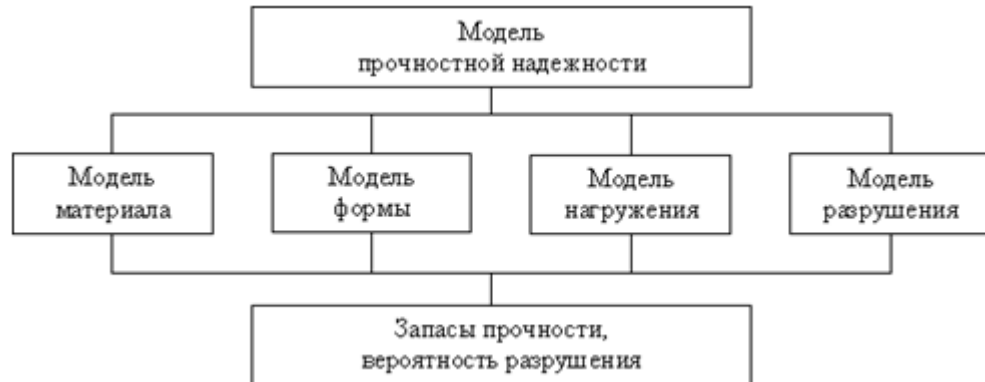 Модель
прочностной надежности
Модель
материала
Модель
формы
Модель
нагружения
Модель
разрушения
Запасы прочности,
вероятность разрушения